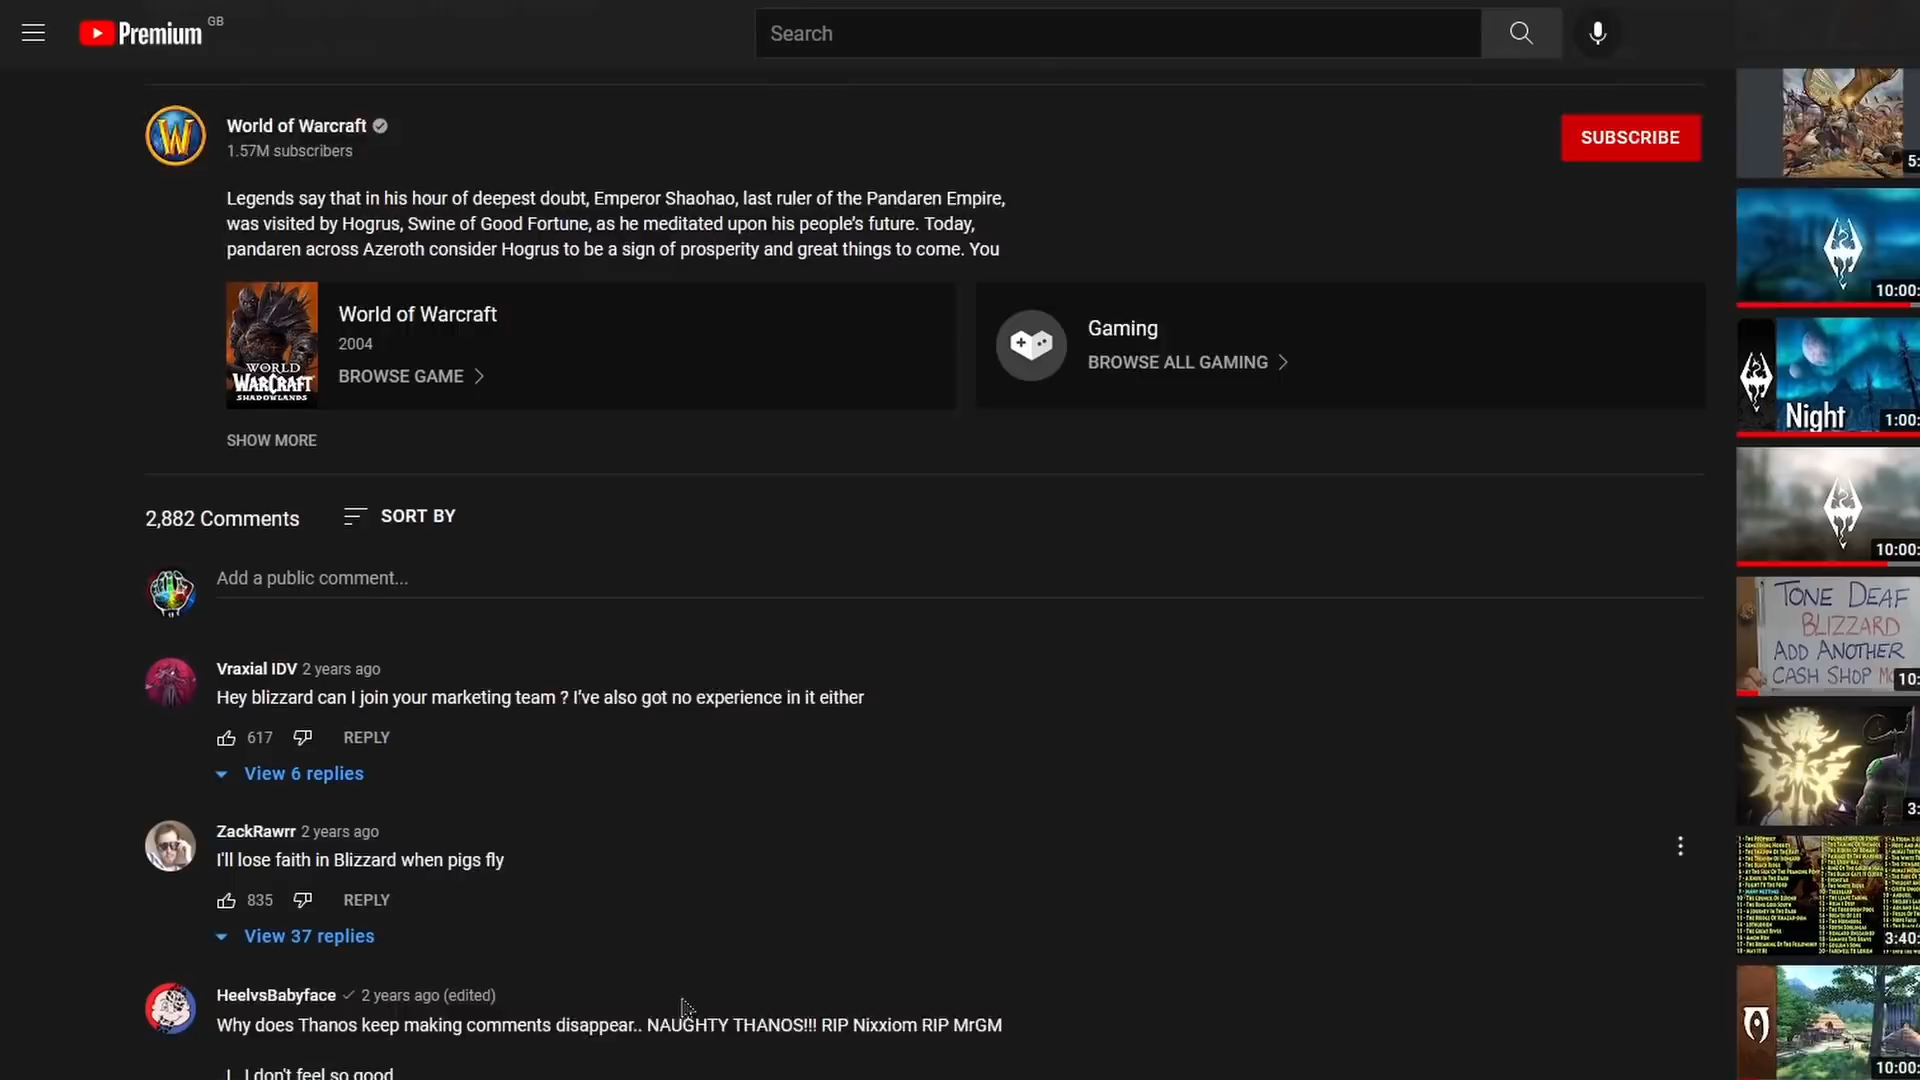 Premium GB
Search
World of Warcraft
1.57M subscribers
SUBSCRIBE
Legends say that in his hour of deepest doubt, Emperor Shaohao, last ruler of the Pandaren Empire,
was visited by Hogrus, Swine of Good Fortune, as he meditated upon his people's future. Today,
pandaren across Azeroth consider Hogrus to be a sign of prosperity and great things to come. You
WORLD
WARCRAFT
SHADOWLANDS
World of Warcraft
2004
BROWSE GAME
Gaming
BROWSE ALL GAMING
SHOW MORE
2,882 Comments
SORT BY
Add a public comment...
Vraxial IDV 2 years ago
Hey blizzard can I join your marketing team ? I've also got no experience in it either
617
REPLY
View 6 replies
ZackRawrr 2 years ago
I'll lose faith in Blizzard when pigs fly
835
REPLY
View 37 replies
HeelvsBabyface 2 years ago (edited)
Why does Thanos keep making comments disappear.. NAUGHTY THANOS!!! RIP Nixxiom RIP MrGM
I.. I don't feel so good
5:
10:00:
Night
1:00:
10:00:
TONE DEAF
BLIZZARD
ADD ANOTHER
CASH SHOP
10:
3:
3:40:
10:00: